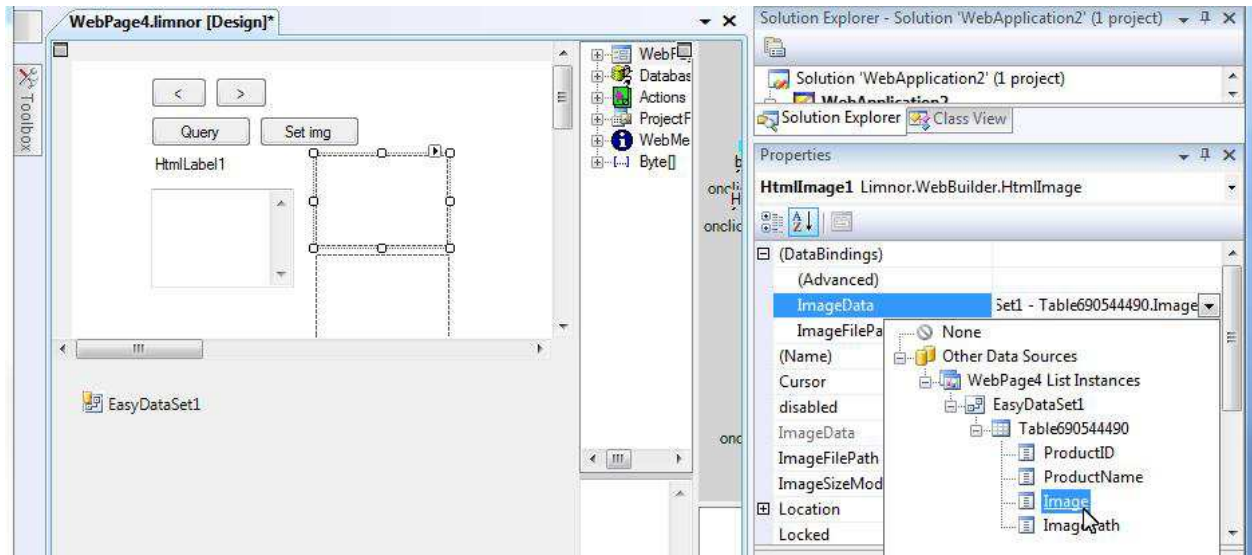 WebPage4.limnor [Design]*
Toolbox
<
>
Query
Set img
HtmlLabel1
EasyDataSet1
WebP
Databas
Actions
ProjectF
WebMe
Byte[]
b
oncli
H
onclic
onc
Solution Explorer - Solution 'WebApplication2' (1 project)
Solution 'WebApplication2' (1 project)
WebApplication2
Solution Explorer
Class View
Properties
HtmlImage1 Limnor.WebBuilder.HtmlImage
(DataBindings)
(Advanced)
ImageData
Set1 - Table690544490.Image
ImageFilePa
(Name)
Cursor
disabled
ImageData
ImageFilePath
ImageSizeMod
Location
Locked
None
Other Data Sources
WebPage4 List Instances
EasyDataSet1
Table690544490
ProductID
ProductName
Image
ImagePath